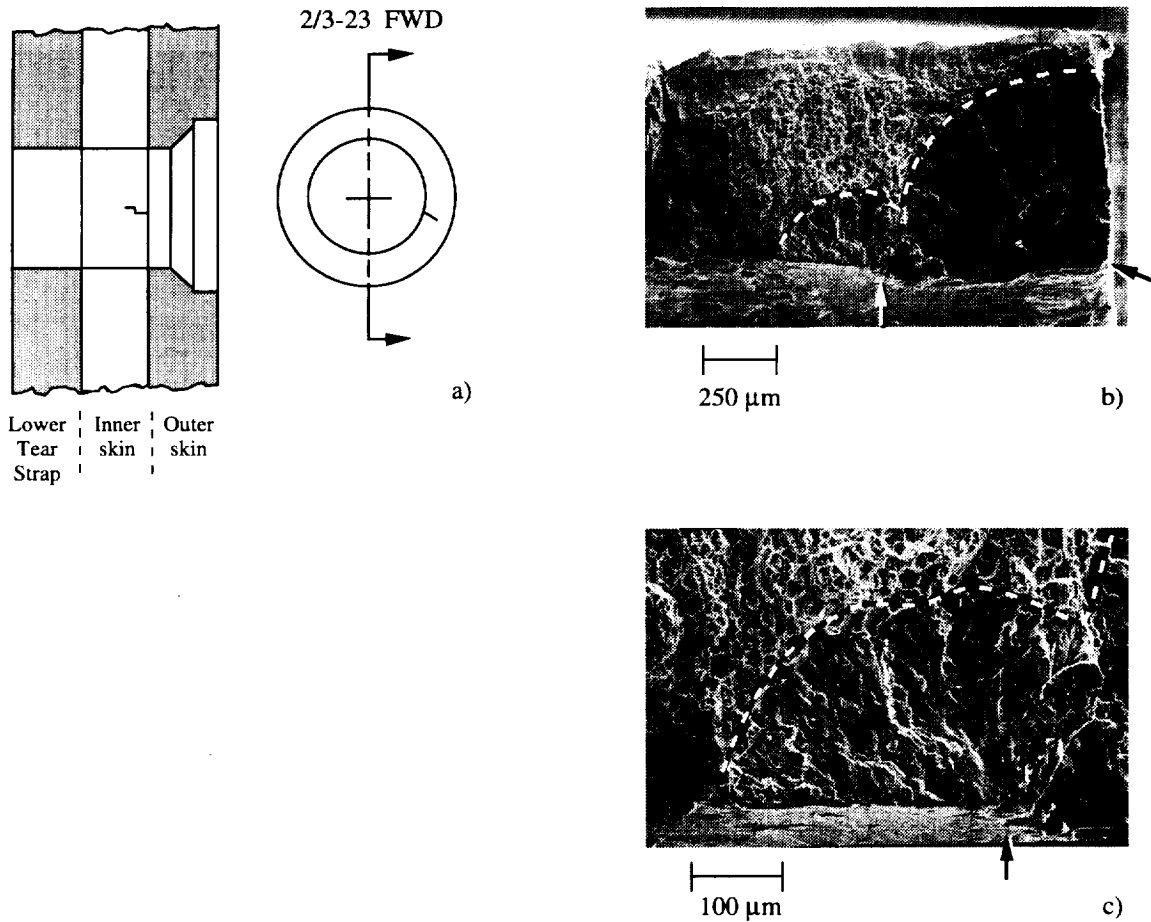 2/3-23 FWD
a)
Lower
Tear
Strap
Inner
skin
Outer
skin
250 μm
b)
100 μm
c)